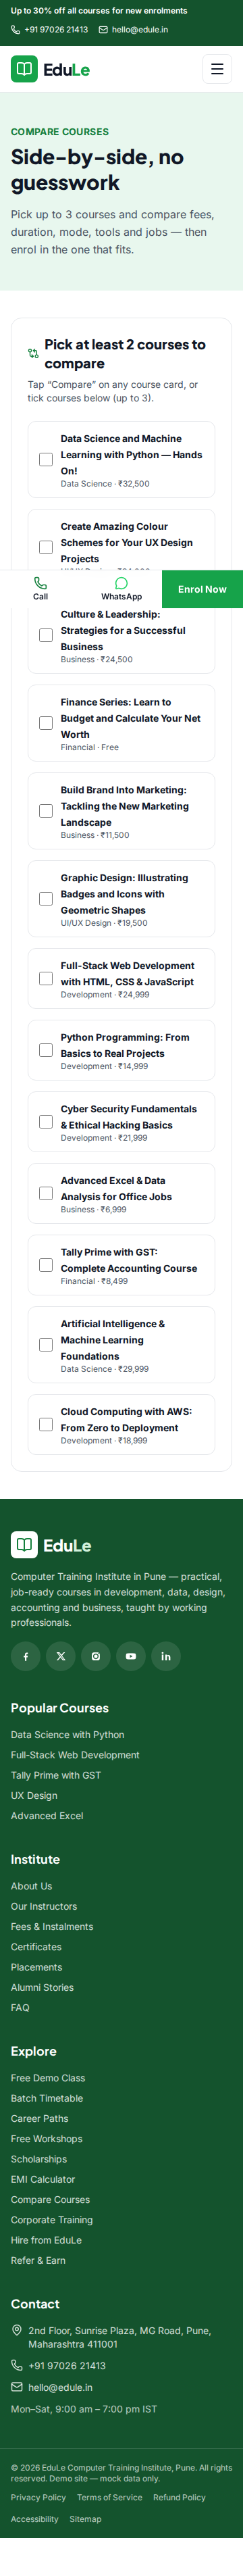 Up to 30% off all courses for new enrolments
+91 97026 21413 hello@edule.in
EduLe
COMPARE COURSES
Side-by-side, no
guesswork
Pick up to 3 courses and compare fees,
duration, mode, tools and jobs — then
enrol in the one that fits.
Pick at least 2 courses to
compare
Tap “Compare” on any course card, or
tick courses below (up to 3).
Data Science and Machine
Learning with Python — Hands
On!
Data Science · ₹32,500
Create Amazing Colour
Schemes for Your UX Design
Projects
Call
WhatsApp
Enrol Now
Culture & Leadership:
Strategies for a Successful
Business
Business · ₹24,500
Finance Series: Learn to
Budget and Calculate Your Net
Worth
Financial · Free
Build Brand Into Marketing:
Tackling the New Marketing
Landscape
Business · ₹11,500
Graphic Design: Illustrating
Badges and Icons with
Geometric Shapes
UI/UX Design · ₹19,500
Full-Stack Web Development
with HTML, CSS & JavaScript
Development · ₹24,999
Python Programming: From
Basics to Real Projects
Development · ₹14,999
Cyber Security Fundamentals
& Ethical Hacking Basics
Development · ₹21,999
Advanced Excel & Data
Analysis for Office Jobs
Business · ₹6,999
Tally Prime with GST:
Complete Accounting Course
Financial · ₹8,499
Artificial Intelligence &
Machine Learning
Foundations
Data Science · ₹29,999
Cloud Computing with AWS:
From Zero to Deployment
Development · ₹18,999
EduLe
Computer Training Institute in Pune — practical,
job-ready courses in development, data, design,
accounting and business, taught by working
professionals.
Popular Courses
Data Science with Python
Full-Stack Web Development
Tally Prime with GST
UX Design
Advanced Excel
Institute
About Us
Our Instructors
Fees & Instalments
Certificates
Placements
Alumni Stories
FAQ
Explore
Free Demo Class
Batch Timetable
Career Paths
Free Workshops
Scholarships
EMI Calculator
Compare Courses
Corporate Training
Hire from EduLe
Refer & Earn
Contact
2nd Floor, Sunrise Plaza, MG Road, Pune,
Maharashtra 411001
+91 97026 21413
hello@edule.in
Mon–Sat, 9:00 am – 7:00 pm IST
© 2026 EduLe Computer Training Institute, Pune. All rights
reserved. Demo site — mock data only.
Privacy Policy Terms of Service Refund Policy
Accessibility Sitemap